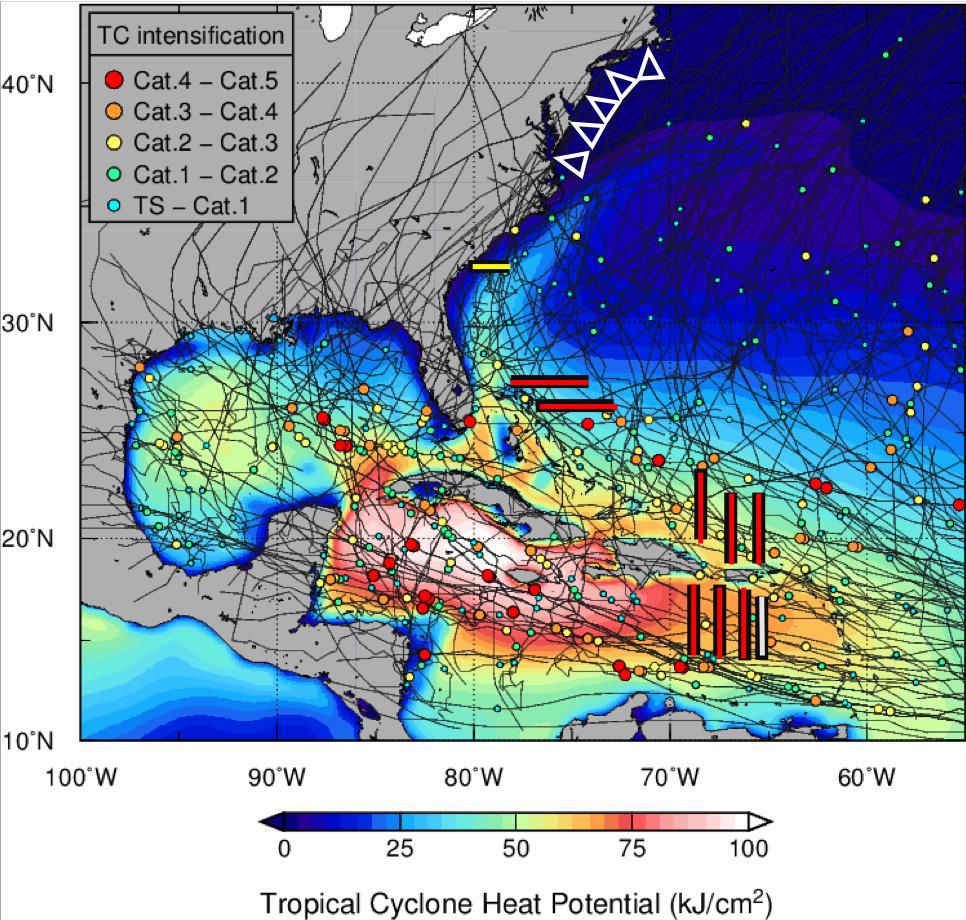 TC intensification
Cat.4 – Cat.5
Cat.3 – Cat.4
Cat.2 – Cat.3
Cat.1 – Cat.2
TS – Cat.1
40˚N
30˚N
20˚N
10˚N
100˚W 90˚W 80˚W 70˚W 60˚W
0 25 50 75 100
Tropical Cyclone Heat Potential (kJ/cm²)